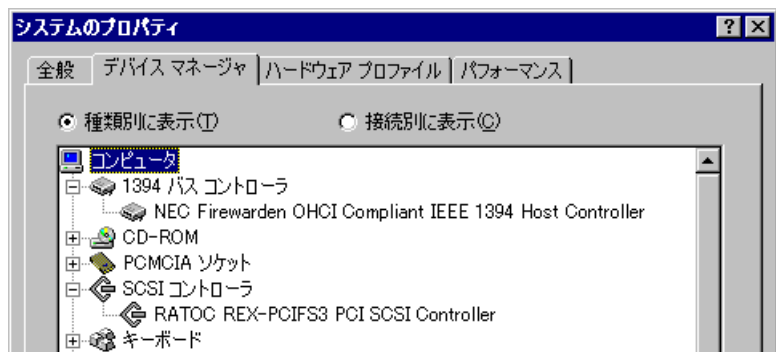 システムのプロパティ
全般 デバイス マネージャ ハードウェア プロファイル パフォーマンス
種類別に表示(T) 接続別に表示(C)
コンピュータ
1394 バス コントローラ
NEC Firewarden OHCI Compliant IEEE 1394 Host Controller
CD-ROM
PCMCIA ソケット
SCSI コントローラ
RATOC REX-PCIFS3 PCI SCSI Controller
キーボード